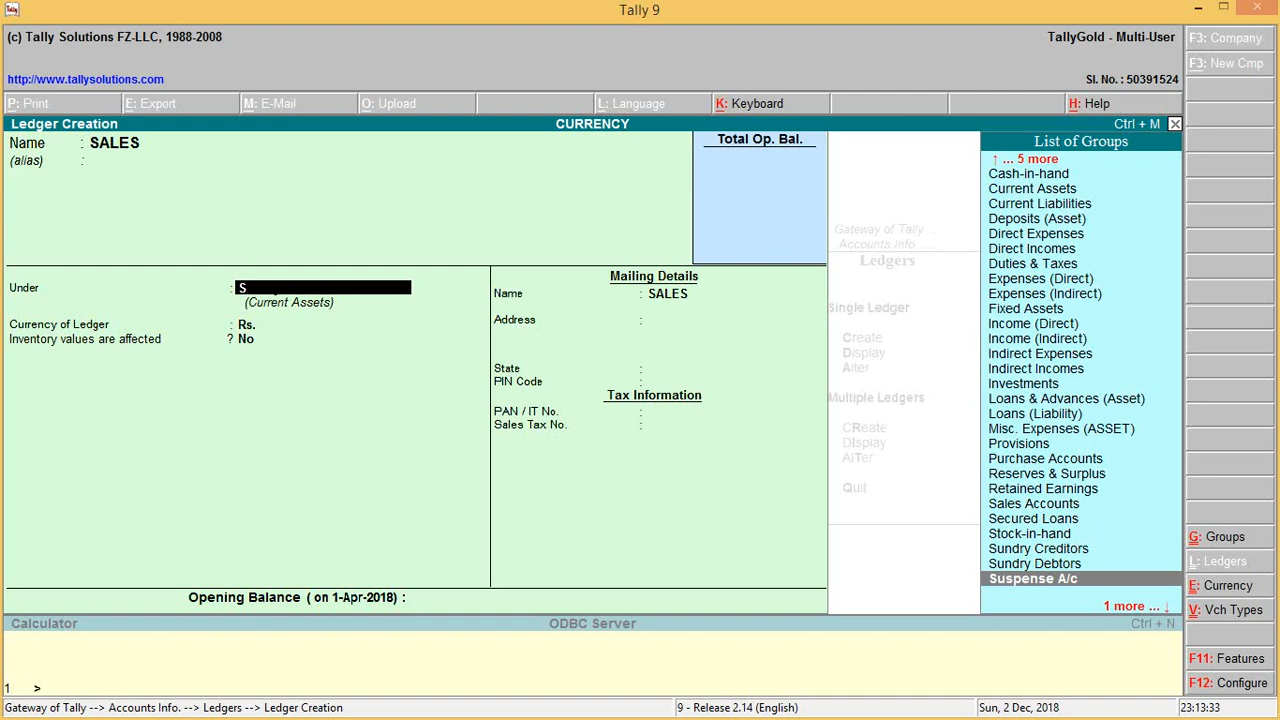 Tally
Tally 9
(c) Tally Solutions FZ-LLC, 1988-2008
TallyGold - Multi-User
http://www.tallysolutions.com
Sl. No. : 50391524
F3: Company
F3: New Cmp
P: Print
E: Export
M: E-Mail
O: Upload
L: Language
K: Keyboard
H: Help
Ledger Creation
CURRENCY
Ctrl + M
Name : SALES
(alias) :
Total Op. Bal.
Under : S
(Current Assets)
Currency of Ledger : Rs.
Inventory values are affected ? No
Mailing Details
Name : SALES
Address :
State :
PIN Code :
Tax Information
PAN / IT No. :
Sales Tax No. :
Opening Balance ( on 1-Apr-2018) :
Gateway of Tally ...
Accounts Info. ....
Ledgers
Single Ledger
Create
Display
Alter
Multiple Ledgers
CReate
DIsplay
AlTer
Quit
List of Groups
↑ ... 5 more
Cash-in-hand
Current Assets
Current Liabilities
Deposits (Asset)
Direct Expenses
Direct Incomes
Duties & Taxes
Expenses (Direct)
Expenses (Indirect)
Fixed Assets
Income (Direct)
Income (Indirect)
Indirect Expenses
Indirect Incomes
Investments
Loans & Advances (Asset)
Loans (Liability)
Misc. Expenses (ASSET)
Provisions
Purchase Accounts
Reserves & Surplus
Retained Earnings
Sales Accounts
Secured Loans
Stock-in-hand
Sundry Creditors
Sundry Debtors
Suspense A/c
1 more ... ↓
G: Groups
L: Ledgers
E: Currency
V: Vch Types
F11: Features
F12: Configure
Calculator
ODBC Server
Ctrl + N
1 >
Gateway of Tally --> Accounts Info. --> Ledgers --> Ledger Creation
9 - Release 2.14 (English)
Sun, 2 Dec, 2018
23:13:33